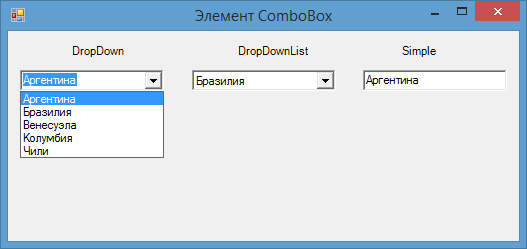 Элемент ComboBox
DropDown DropDownList Simple
Аргентина Бразилия Аргентина
Аргентина
Бразилия
Венесуэла
Колумбия
Чили